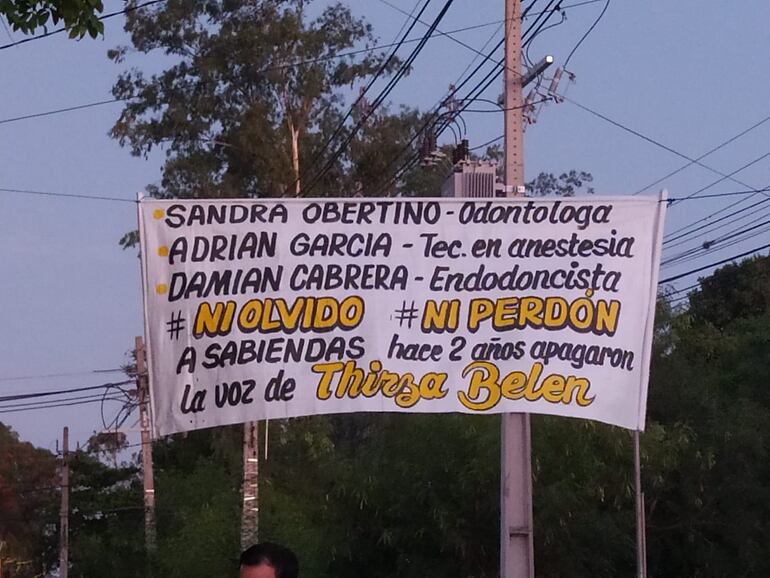 • SANDRA OBERTINO - Odontologa
• ADRIAN GARCIA - Tec. en anestesia
• DAMIAN CABRERA - Endodoncista
# NI OLVIDO # NI PERDÓN
A SABIENDAS hace 2 años apagaron
la voz de Thirza Belen